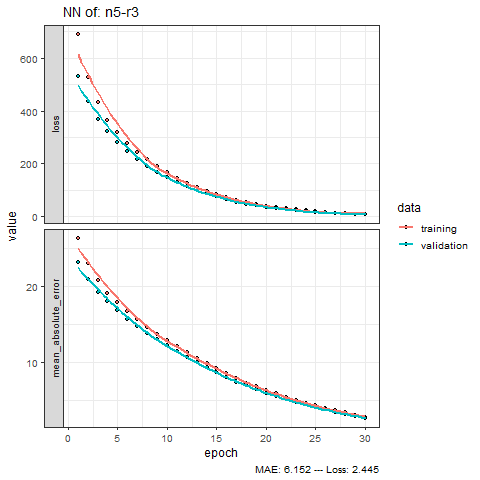 NN of: n5-r3
600
400
200
0
loss
value
20
10
mean_absolute_error
0
5
10
15
20
25
30
epoch
data
training
validation
MAE: 6.152 --- Loss: 2.445